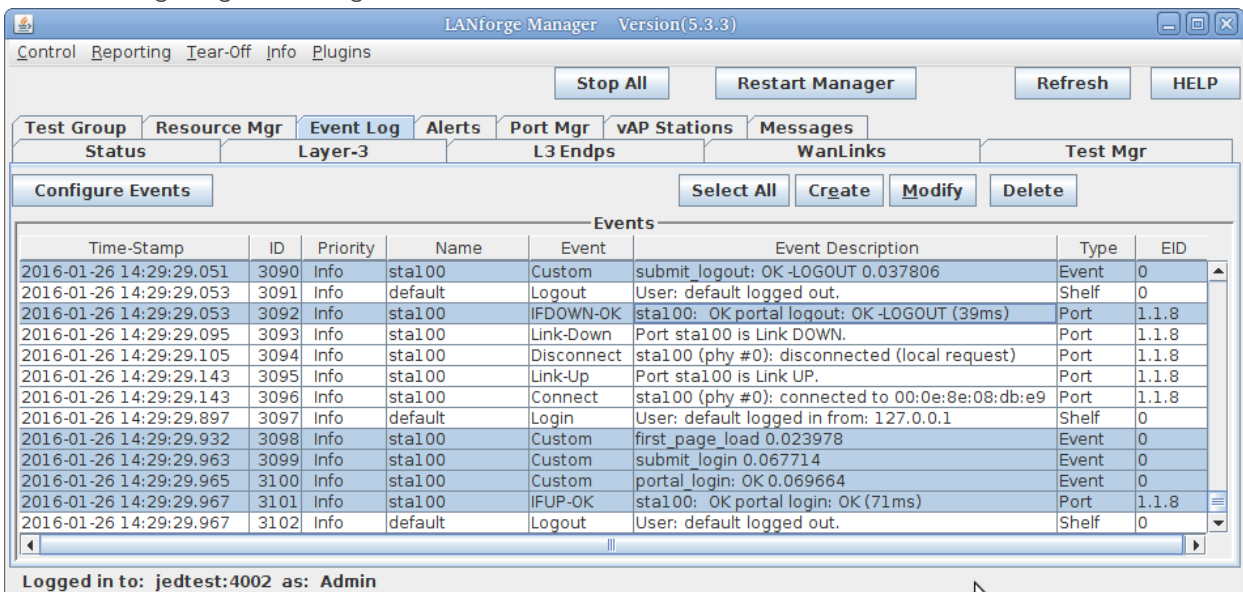 LANforge Manager Version(5.3.3)
Control Reporting Tear-Off Info Plugins
Stop All Restart Manager Refresh HELP
Test Group Resource Mgr Event Log Alerts Port Mgr vAP Stations Messages
Status Layer-3 L3 Endps WanLinks Test Mgr
Configure Events Select All Create Modify Delete
Events
Time-Stamp ID Priority Name Event Event Description Type EID
2016-01-26 14:29:29.051 3090 Info sta100 Custom submit_logout: OK -LOGOUT 0.037806 Event 0
2016-01-26 14:29:29.053 3091 Info default Logout User: default logged out. Shelf 0
2016-01-26 14:29:29.053 3092 Info sta100 IFDOWN-OK sta100: OK portal logout: OK -LOGOUT (39ms) Port 1.1.8
2016-01-26 14:29:29.095 3093 Info sta100 Link-Down Port sta100 is Link DOWN. Port 1.1.8
2016-01-26 14:29:29.105 3094 Info sta100 Disconnect sta100 (phy #0): disconnected (local request) Port 1.1.8
2016-01-26 14:29:29.143 3095 Info sta100 Link-Up Port sta100 is Link UP. Port 1.1.8
2016-01-26 14:29:29.143 3096 Info sta100 Connect sta100 (phy #0): connected to 00:0e:8e:08:db:e9 Port 1.1.8
2016-01-26 14:29:29.897 3097 Info default Login User: default logged in from: 127.0.0.1 Shelf 0
2016-01-26 14:29:29.932 3098 Info sta100 Custom first_page_load 0.023978 Event 0
2016-01-26 14:29:29.963 3099 Info sta100 Custom submit_login 0.067714 Event 0
2016-01-26 14:29:29.965 3100 Info sta100 Custom portal_login: OK 0.069664 Event 0
2016-01-26 14:29:29.967 3101 Info sta100 IFUP-OK sta100: OK portal login: OK (71ms) Port 1.1.8
2016-01-26 14:29:29.967 3102 Info default Logout User: default logged out. Shelf 0
Logged in to: jedtest:4002 as: Admin